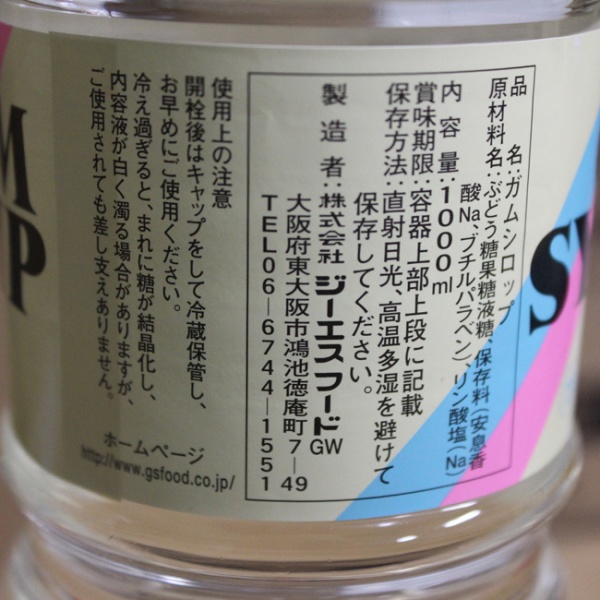 品名:ガムシロップ
原材料名:ぶどう糖果糖液糖、保存料(安息香
酸Na、ブチルパラベン)、リン酸塩(Na)
内容量:1000ml
賞味期限:容器上部上段に記載
保存方法:直射日光、高温多湿を避けて
保存してください。
製造者:株式会社 ジーエスフード GW
大阪府東大阪市鴻池徳庵町7-49
TEL06-6744-1551
使用上の注意
開栓後はキャップをして冷蔵保管し、
お早めにご使用ください。
冷え過ぎると、まれに糖が結晶化し、
内容液が白く濁る場合がありますが、
ご使用されても差し支えありません。
ホームページ
http://www.gsfood.co.jp/
M
P
SY